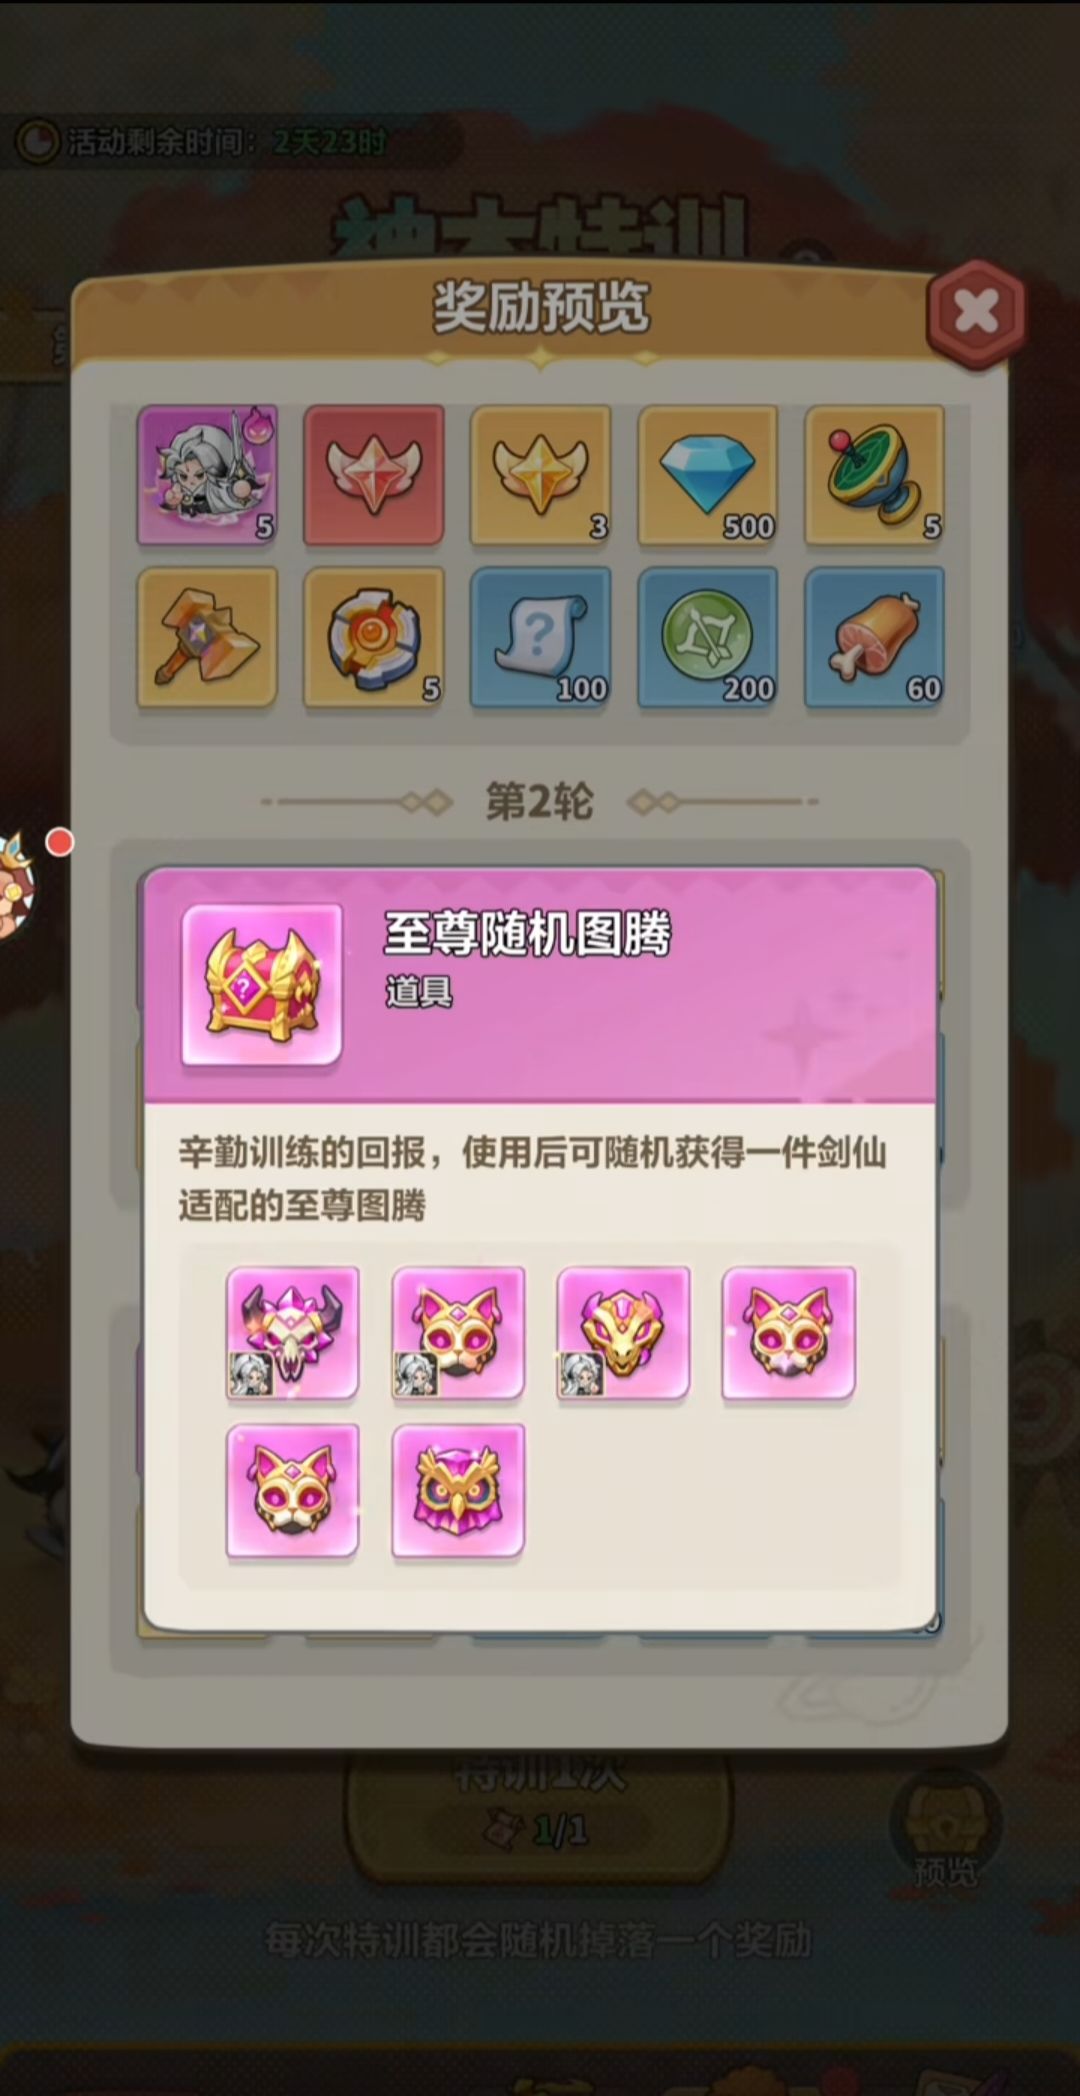 活动剩余时间：2天23时
神木特训
奖励预览
5
3
500
5
5
?
100
200
60
第2轮
至尊随机图腾
道具
?
辛勤训练的回报，使用后可随机获得一件剑仙
适配的至尊图腾
特训1次
1/1
预览
每次特训都会随机掉落一个奖励